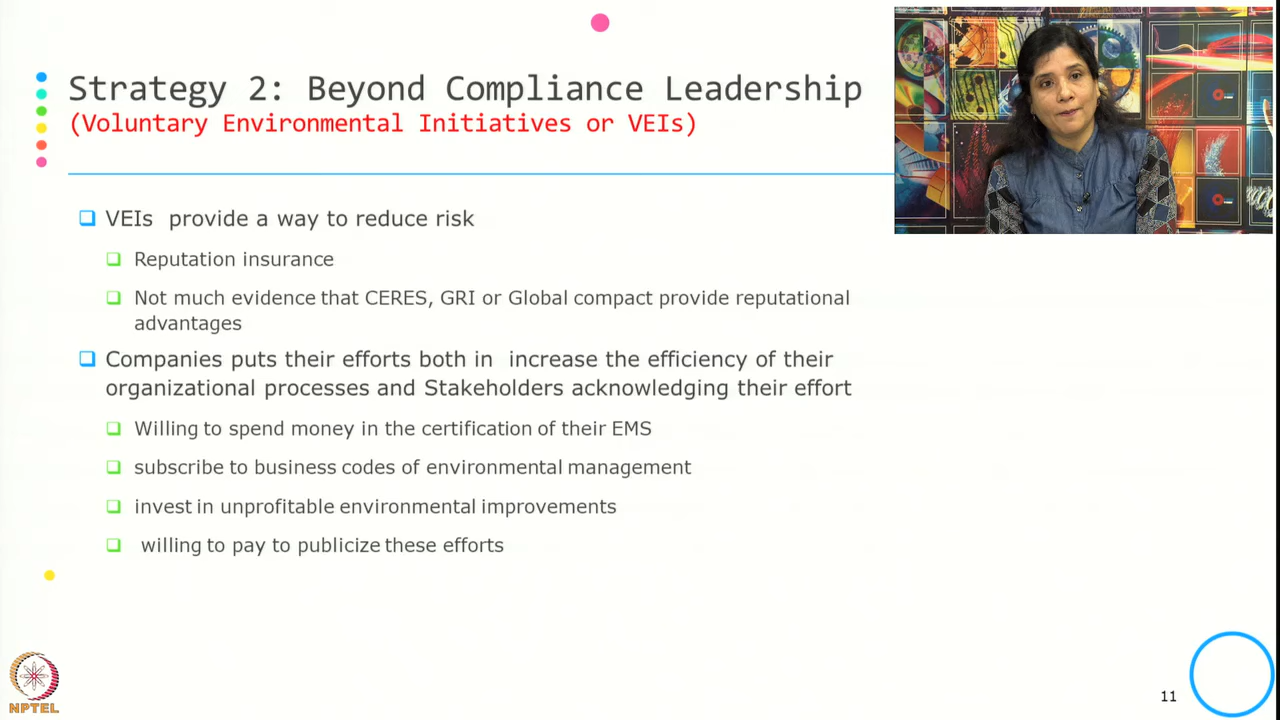 Strategy 2: Beyond Compliance Leadership
(Voluntary Environmental Initiatives or VEIs)
VEIs provide a way to reduce risk
Reputation insurance
Not much evidence that CERES, GRI or Global compact provide reputational
advantages
Companies puts their efforts both in increase the efficiency of their
organizational processes and Stakeholders acknowledging their effort
Willing to spend money in the certification of their EMS
subscribe to business codes of environmental management
invest in unprofitable environmental improvements
willing to pay to publicize these efforts
NPTEL
11